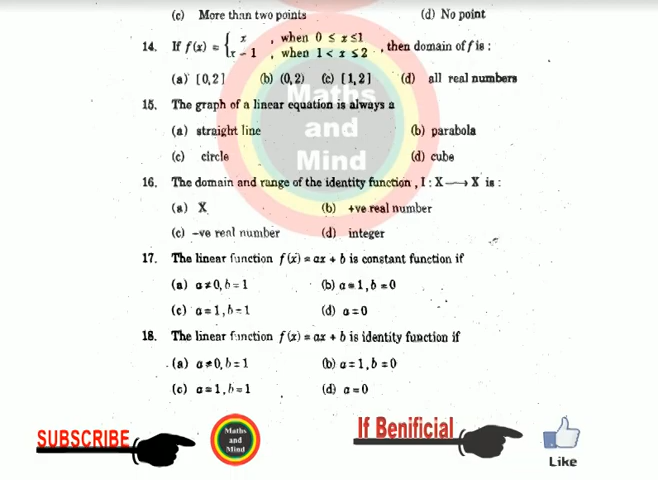 (c) More than two points (d) No point
14. If f(x) = { x , when 0 ≤ x ≤1
x - 1 , when 1 < x ≤ 2 . , then domain of f is :
(a) [0,2] (b) (0,2) (c) [1,2] (d) all real numbers
15. The graph of a linear equation is always a
(a) straight line (b) parabola
(c) circle (d) cube
16. The domain and range of the identity function , I : X ⟶ X is :
(a) X (b) +ve real number
(c) -ve real number (d) integer
17. The linear function f(x) = ax + b is constant function if
(a) a≠0, b = 1 (b) a = 1, b = 0
(c) a = 1, b = 1 (d) a = 0
18. The linear function f(x) = ax + b is identity function if
(a) a≠0, b = 1 (b) a = 1, b = 0
(c) a = 1, b = 1 (d) a = 0
Maths
and
Mind
SUBSCRIBE
Maths
and
Mind
If Benificial
Like